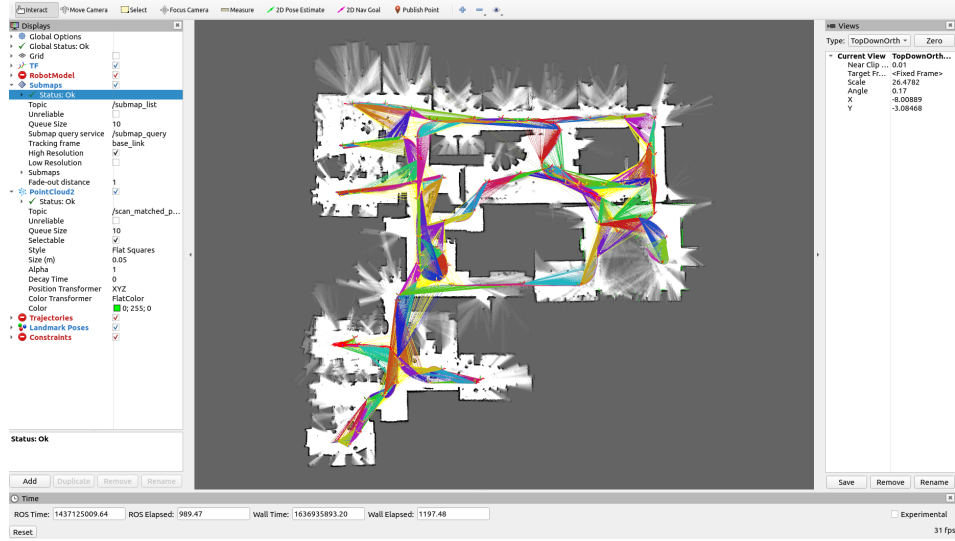 Interact Move Camera Select Focus Camera Measure 2D Pose Estimate 2D Nav Goal Publish Point
Displays
Global Options
Global Status: Ok
Grid
TF
RobotModel
Submaps
Status: Ok
Topic /submap_list
Unreliable
Queue Size 10
Submap query service /submap_query
Tracking frame base_link
High Resolution
Low Resolution
Submaps
Fade-out distance 1
PointCloud2
Status: Ok
Topic /scan_matched_p...
Unreliable
Queue Size 10
Selectable
Style Flat Squares
Size (m) 0.05
Alpha 1
Decay Time 0
Position Transformer XYZ
Color Transformer FlatColor
Color 0; 255; 0
Trajectories
Landmark Poses
Constraints
Status: Ok
Add Duplicate Remove Rename
Views
Type: TopDownOrth Zero
Current View TopDownOrth...
Near Clip ... 0.01
Target Fr... <Fixed Frame>
Scale 26.4782
Angle 0.17
X -8.00889
Y -3.08468
Save Remove Rename
Time
ROS Time: 1437125009.64 ROS Elapsed: 989.47 Wall Time: 1636935893.20 Wall Elapsed: 1197.48 Experimental
Reset 31 fps